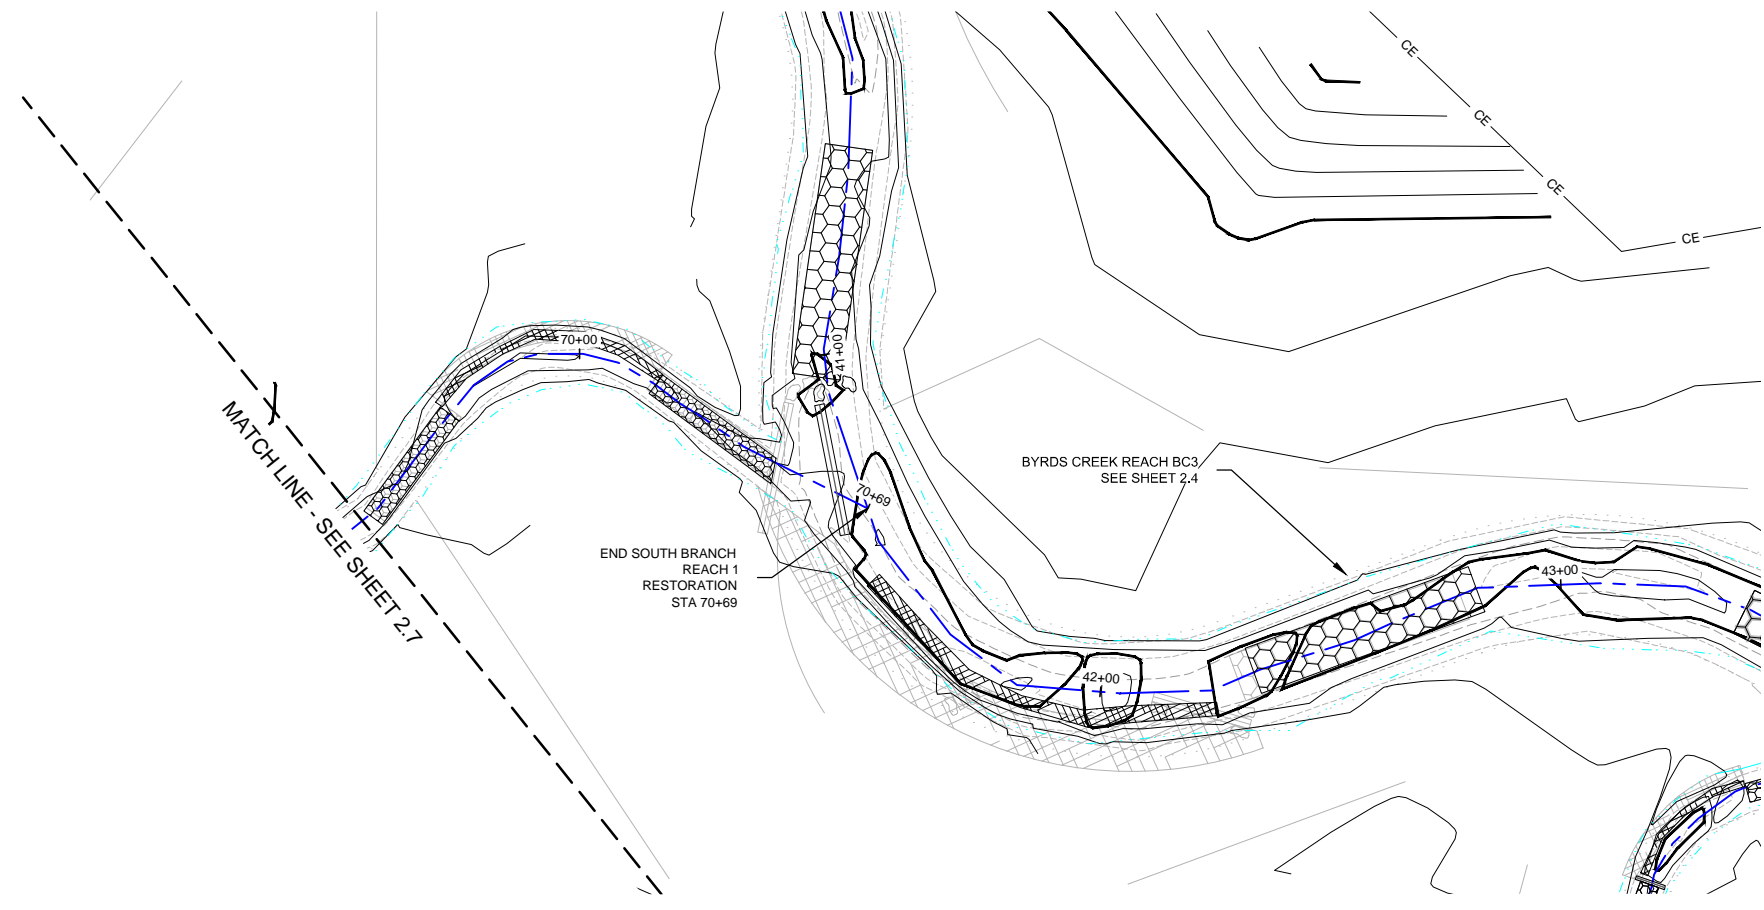 CE
CE
CE
CE
70+00
41+00
MATCH LINE - SEE SHEET 2.7
BYRDS CREEK REACH BC3
SEE SHEET 2.4
70+69
END SOUTH BRANCH
REACH 1
RESTORATION
STA 70+69
43+00
42+00